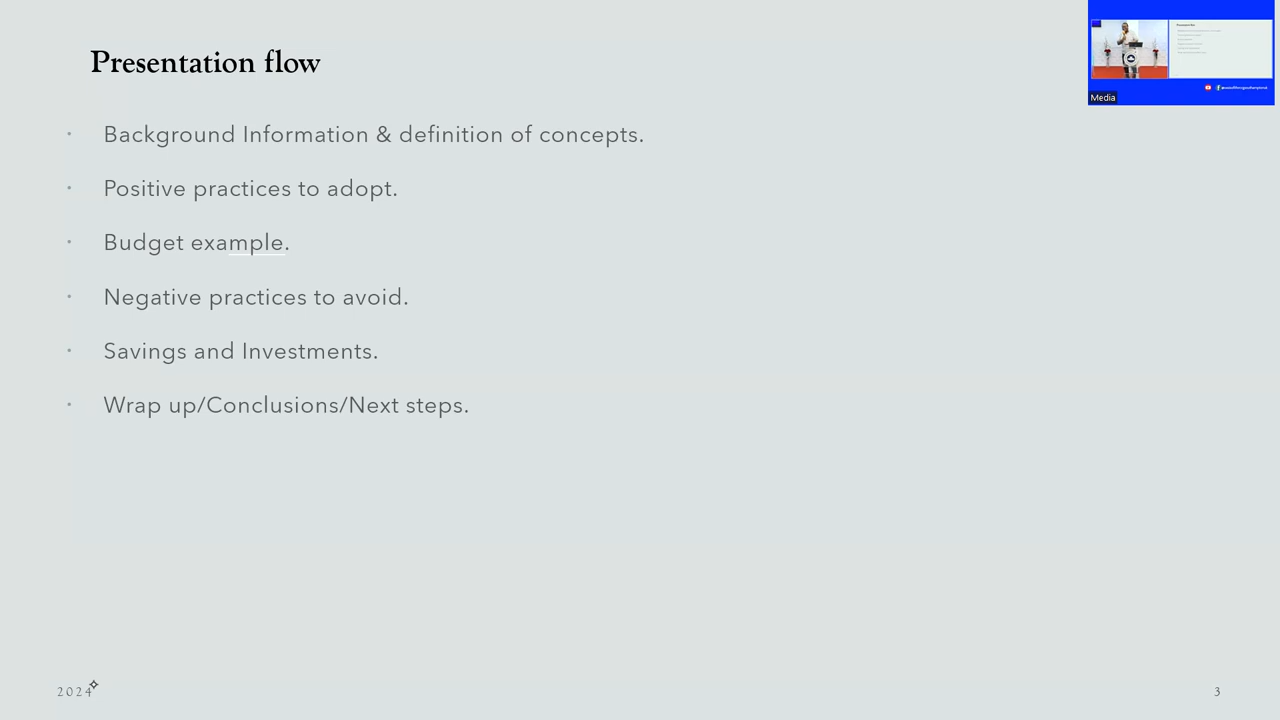 Presentation flow
Background Information & definition of concepts.
Positive practices to adopt.
Budget example.
Negative practices to avoid.
Savings and Investments.
Wrap up/Conclusions/Next steps.
Media
2024
3